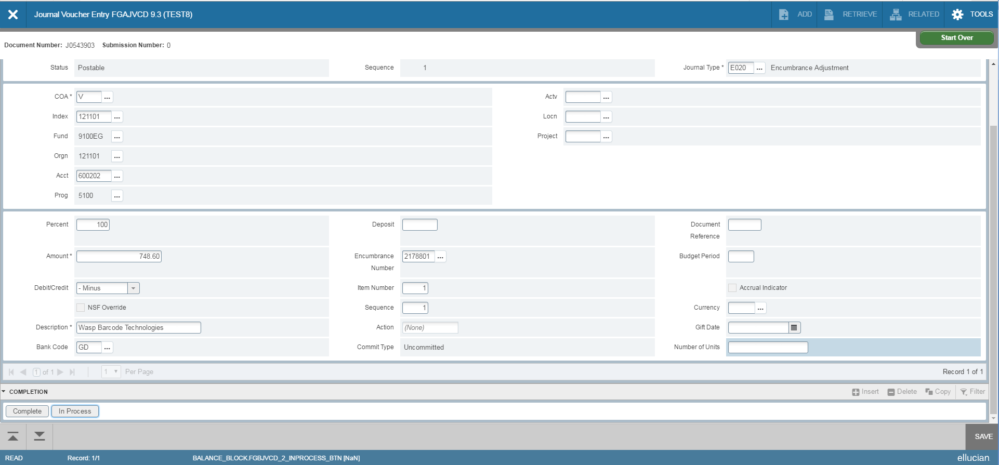 Journal Voucher Entry FGAJVCD 9.3 (TEST8)
ADD
RETRIEVE
RELATED
TOOLS
Start Over
Document Number: J0543903 Submission Number: 0
Status Postable
Sequence 1
Journal Type * E020 ... Encumbrance Adjustment
COA * V ...
Actv ...
Index 121101 ...
Locn ...
Fund 9100EG ...
Project ...
Orgn 121101 ...
Acct 600202 ...
Prog 5100 ...
Percent 100
Deposit
Document
Reference
Amount * 748.60
Encumbrance
Number
2178801 ...
Budget Period
Debit/Credit - Minus
Item Number 1
Accrual Indicator
NSF Override
Sequence 1
Currency ...
Description * Wasp Barcode Technologies
Action (None)
Gift Date
Bank Code GD ...
Commit Type Uncommitted
Number of Units
1 of 1
1 Per Page
Record 1 of 1
COMPLETION
Insert
Delete
Copy
Filter
Complete
In Process
SAVE
READ
Record: 1/1
BALANCE_BLOCK.FGBJVCD_2_INPROCESS_BTN [NaN]
ellucian